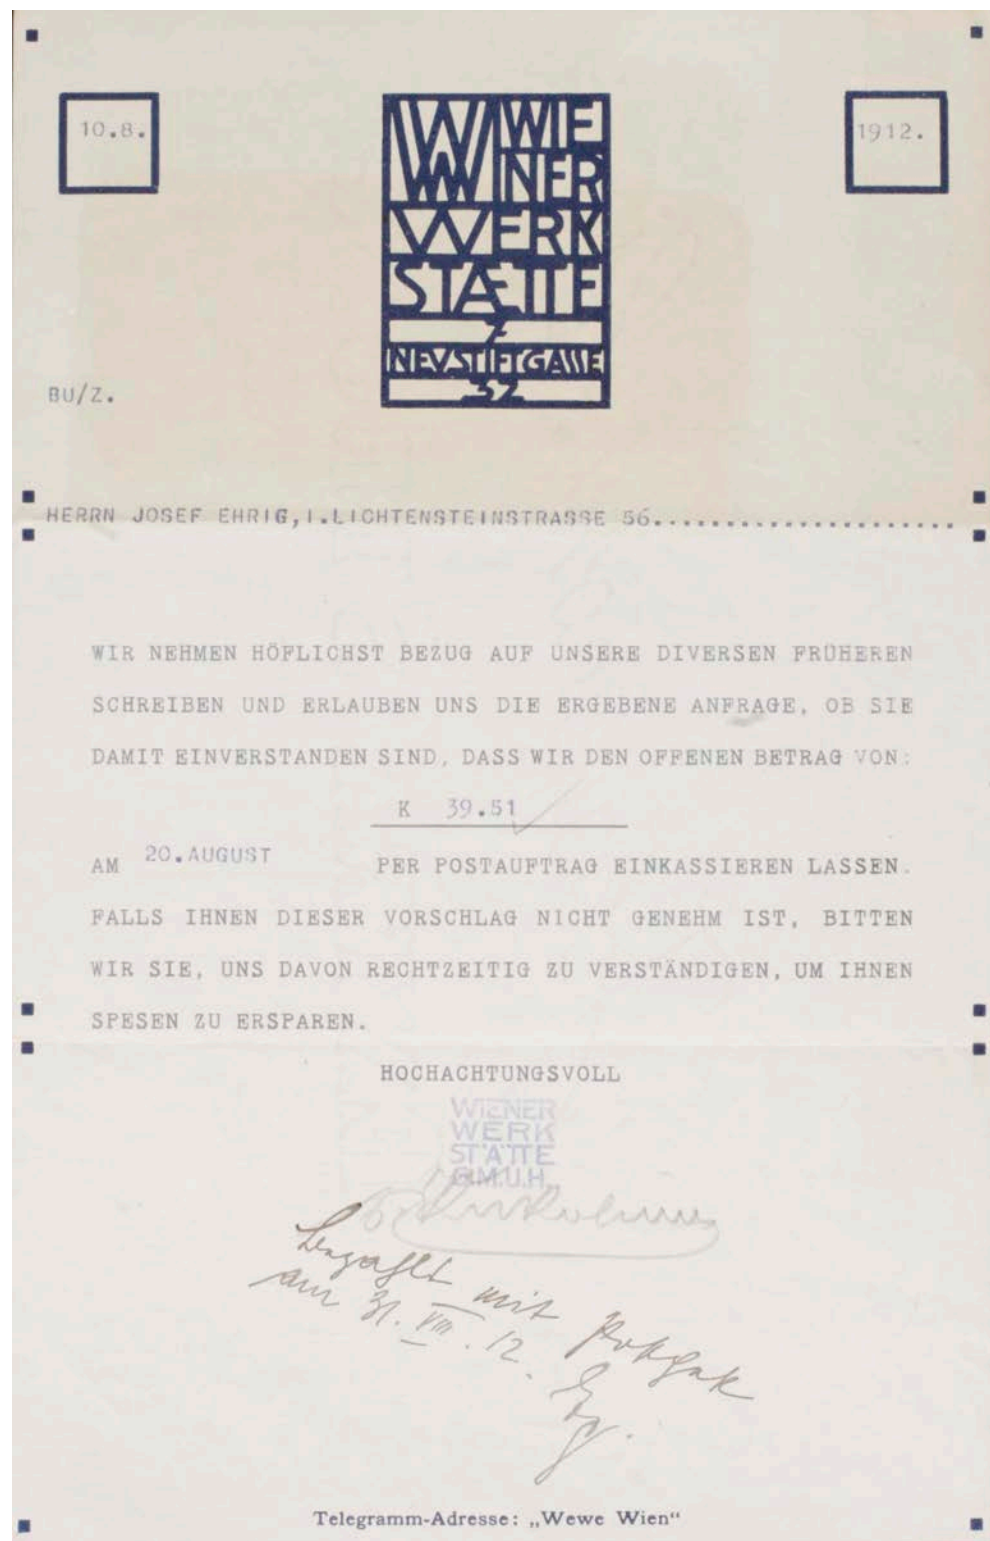 10.8.
1912.
WIE
NER
WERK
STÆTTE
7
NEUSTIFTGASSE
32
BU/Z.
HERRN JOSEF EHRIG,I.LICHTENSTEINSTRASSE 56......................
WIR NEHMEN HÖFLICHST BEZUG AUF UNSERE DIVERSEN FRÜHEREN
SCHREIBEN UND ERLAUBEN UNS DIE ERGEBENE ANFRAGE, OB SIE
DAMIT EINVERSTANDEN SIND, DASS WIR DEN OFFENEN BETRAG VON:
K 39.51
AM 20.AUGUST PER POSTAUFTRAG EINKASSIEREN LASSEN.
FALLS IHNEN DIESER VORSCHLAG NICHT GENEHM IST, BITTEN
WIR SIE, UNS DAVON RECHTZEITIG ZU VERSTÄNDIGEN, UM IHNEN
SPESEN ZU ERSPAREN.
HOCHACHTUNGSVOLL
WIENER
WERK
STÄTTE
G.M.U.H.
bezahlt mit
am 31. VIII. 12.
Telegramm-Adresse: „Wewe Wien“